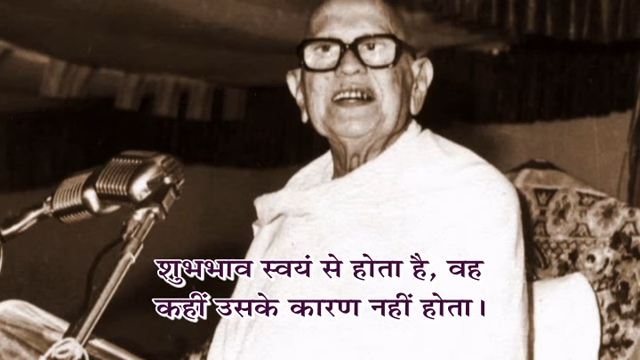 शुभभाव स्वयं से होता है, वह
कहीं उसके कारण नहीं होता।